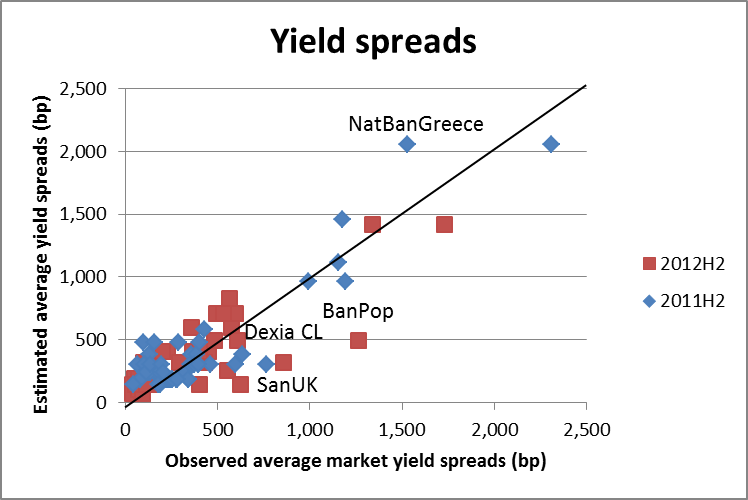 Yield spreads
Estimated average yield spreads (bp)
2,500
2,000
1,500
1,000
500
0
NatBanGreece
BanPop
Dexia CL
SanUK
2012H2
2011H2
0
500
1,000
1,500
2,000
2,500
Observed average market yield spreads (bp)